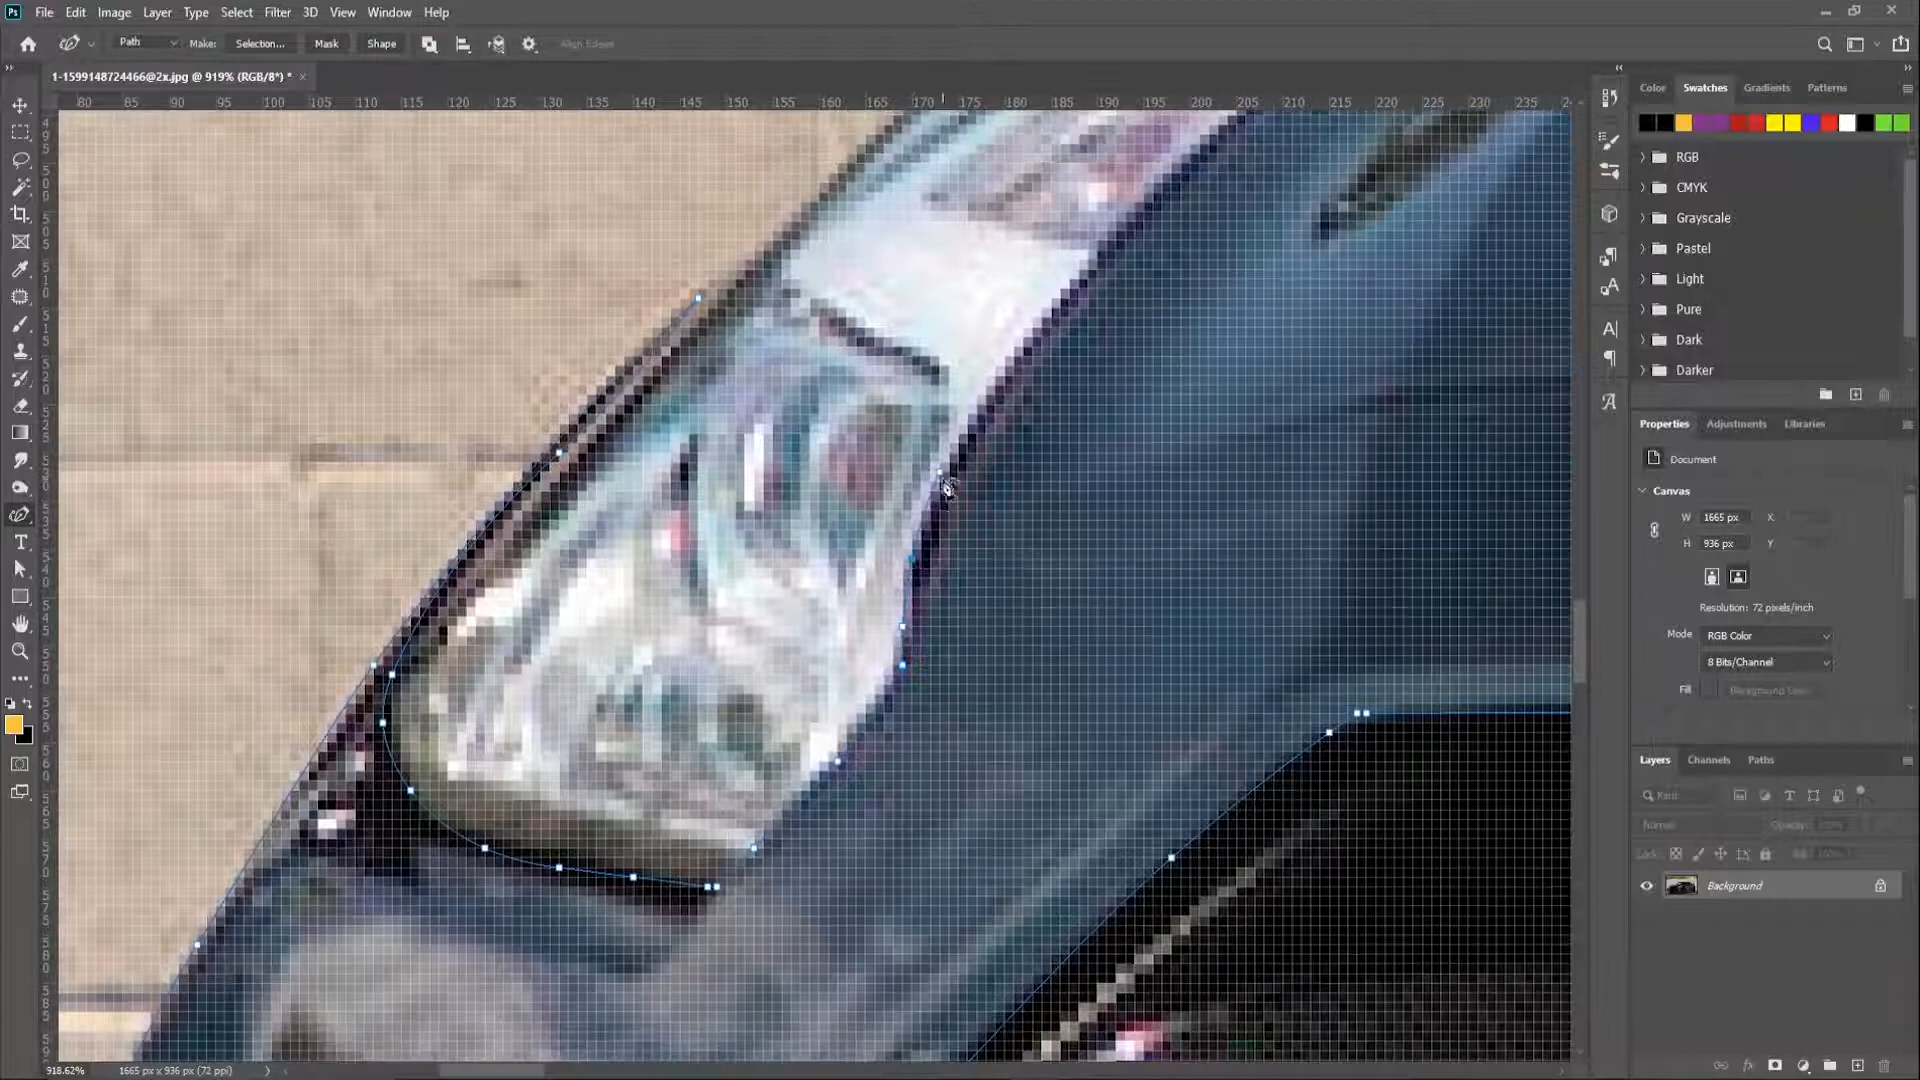 Ps File Edit Image Layer Type Select Filter 3D View Window Help
Path Make: Selection... Mask Shape Align Edges
1-1599148724466@2x.jpg @ 919% (RGB/8*) * ×
80 85 90 95 100 105 110 115 120 125 130 135 140 145 150 155 160 165 170 175 180 185 190 195 200 205 210 215 220 225 230 235
Color Swatches Gradients Patterns
RGB
CMYK
Grayscale
Pastel
Light
Pure
Dark
Darker
Properties Adjustments Libraries
Document
Canvas
W 1665 px X
H 936 px Y
Resolution: 72 pixels/inch
Mode RGB Color
8 Bits/Channel
Fill
Layers Channels Paths
Kind
Normal Opacity:
Lock:
Background
918.62% 1665 px x 936 px (72 ppi)